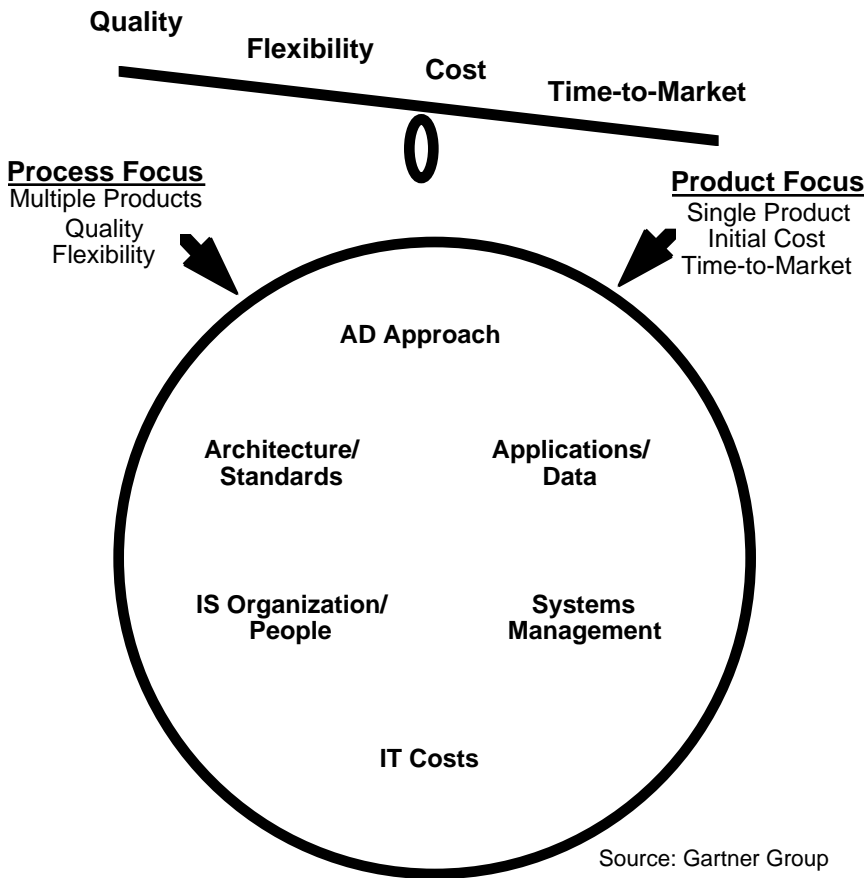 Quality
Flexibility
Cost
Time-to-Market
Process Focus
Multiple Products
Quality
Flexibility
Product Focus
Single Product
Initial Cost
Time-to-Market
AD Approach
Architecture/
Standards
Applications/
Data
IS Organization/
People
Systems
Management
IT Costs
Source: Gartner Group